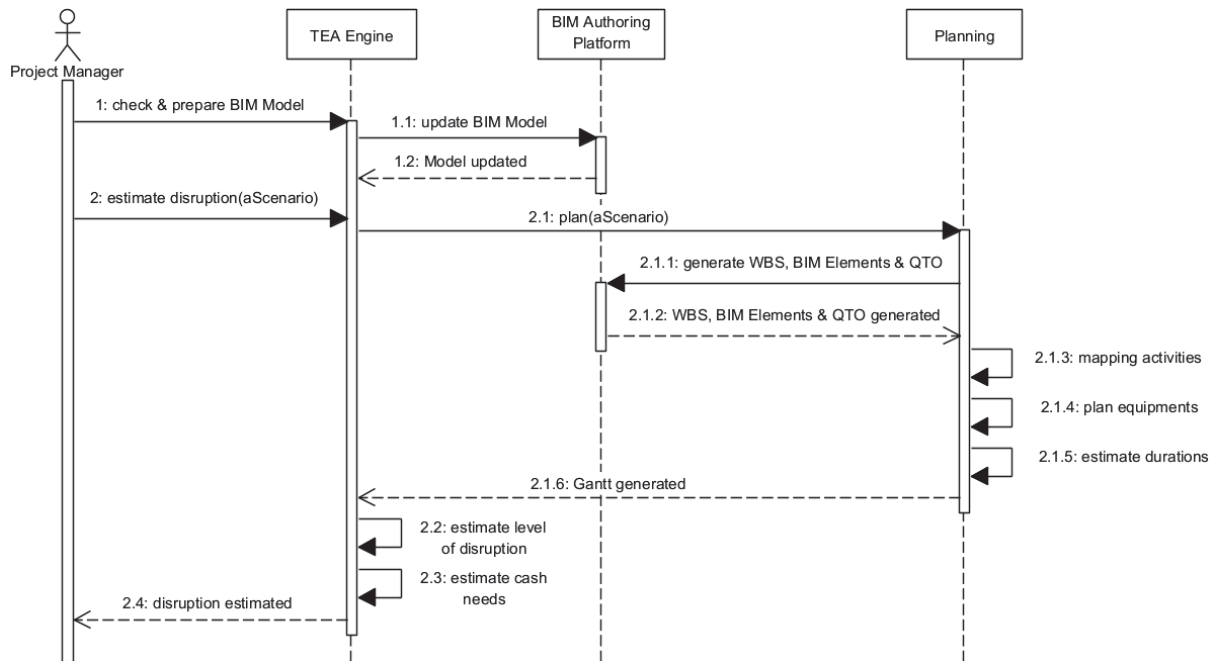 Project Manager
TEA Engine
BIM Authoring
Platform
Planning
1: check & prepare BIM Model
1.1: update BIM Model
1.2: Model updated
2: estimate disruption(aScenario)
2.1: plan(aScenario)
2.1.1: generate WBS, BIM Elements & QTO
2.1.2: WBS, BIM Elements & QTO generated
2.1.3: mapping activities
2.1.4: plan equipments
2.1.5: estimate durations
2.1.6: Gantt generated
2.2: estimate level
of disruption
2.3: estimate cash
needs
2.4: disruption estimated